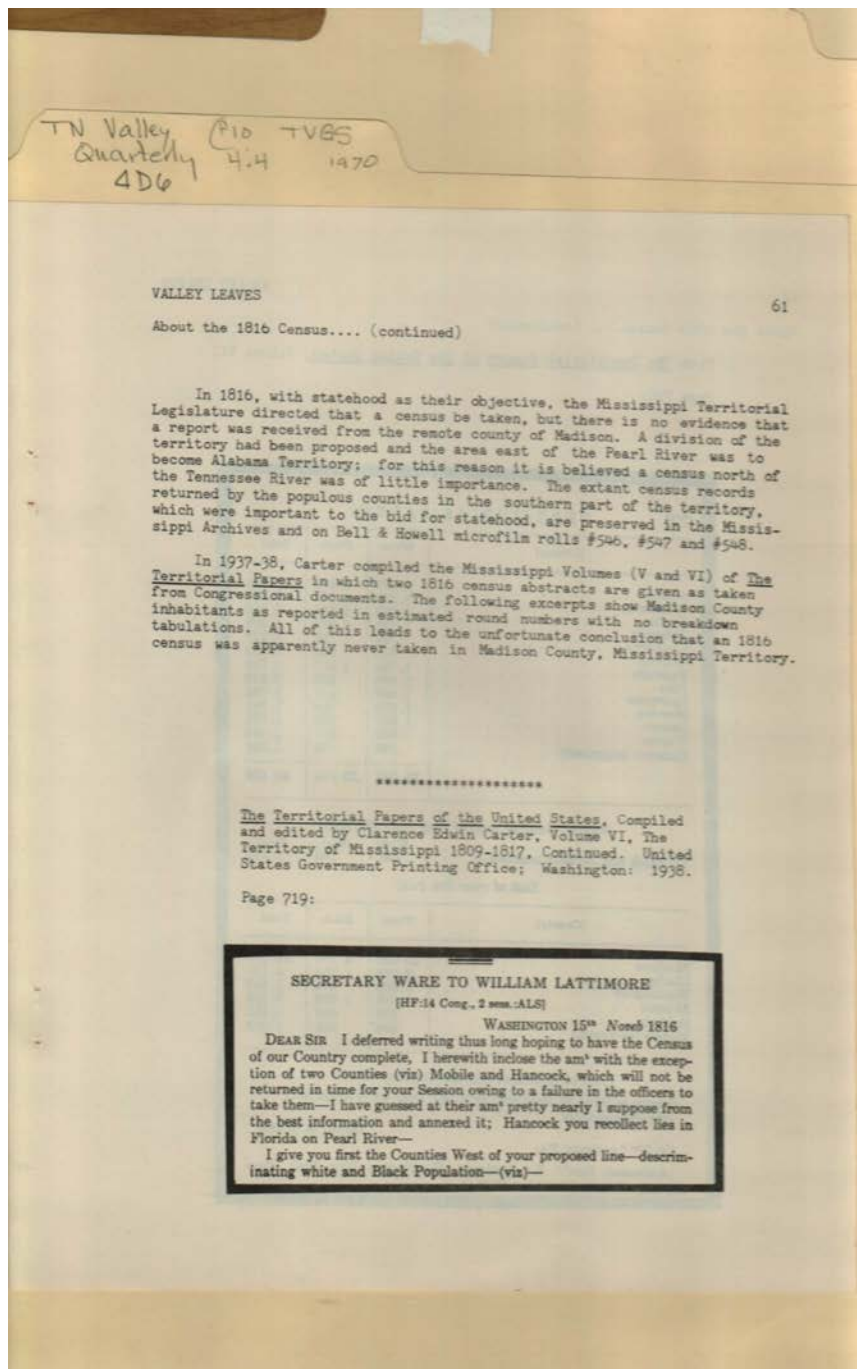 TN Valley P10 TVGS
Quarterly 4.4 1970
4D6
VALLEY LEAVES
61
About the 1816 Census.... (continued)
In 1816, with statehood as their objective, the Mississippi Territorial
Legislature directed that a census be taken, but there is no evidence that
a report was received from the remote county of Madison. A division of the
territory had been proposed and the area east of the Pearl River was to
become Alabama Territory; for this reason it is believed a census north of
the Tennessee River was of little importance. The extant census records
returned by the populous counties in the southern part of the territory,
which were important to the bid for statehood, are preserved in the Missis-
sippi Archives and on Bell & Howell microfilm rolls #546, #547 and #548.
In 1937-38, Carter compiled the Mississippi Volumes (V and VI) of The
Territorial Papers in which two 1816 census abstracts are given as taken
from Congressional documents. The following excerpts show Madison County
inhabitants as reported in estimated round numbers with no breakdown
tabulations. All of this leads to the unfortunate conclusion that an 1816
census was apparently never taken in Madison County, Mississippi Territory.
********************
The Territorial Papers of the United States, Compiled
and edited by Clarence Edwin Carter, Volume VI, The
Territory of Mississippi 1809-1817, Continued. United
States Government Printing Office; Washington: 1938.
Page 719:
SECRETARY WARE TO WILLIAM LATTIMORE
[HF:14 Cong., 2 sess.:ALS]
WASHINGTON 15th Noveb 1816
DEAR SIR I deferred writing thus long hoping to have the Census
of our Country complete, I herewith inclose the amt with the excep-
tion of two Counties (viz) Mobile and Hancock, which will not be
returned in time for your Session owing to a failure in the officers to
take them—I have guessed at their amt pretty nearly I suppose from
the best information and annexed it; Hancock you recollect lies in
Florida on Pearl River—
I give you first the Counties West of your proposed line—descrim-
inating white and Black Population—(viz)—